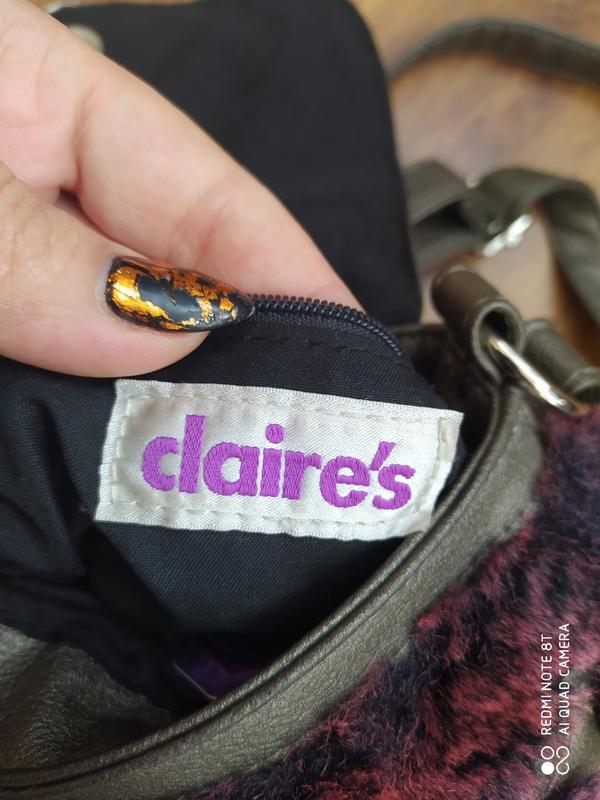 claire's
REDMI NOTE 8T
AI QUAD CAMERA